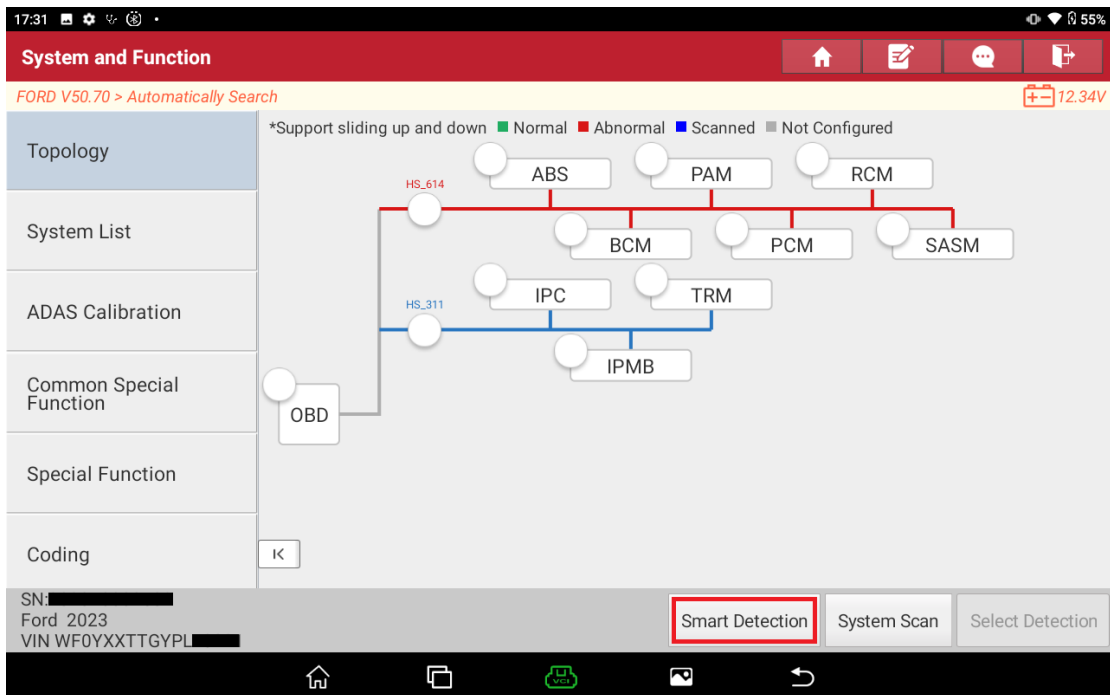 17:31
55%
System and Function
FORD V50.70 > Automatically Search
12.34V
Topology
System List
ADAS Calibration
Common Special
Function
Special Function
Coding
*Support sliding up and down Normal Abnormal Scanned Not Configured
HS_614
ABS PAM RCM
BCM PCM SASM
HS_311
IPC TRM
IPMB
OBD
SN:
Ford 2023
VIN WF0YXXTTGYPL
Smart Detection System Scan Select Detection
VCI